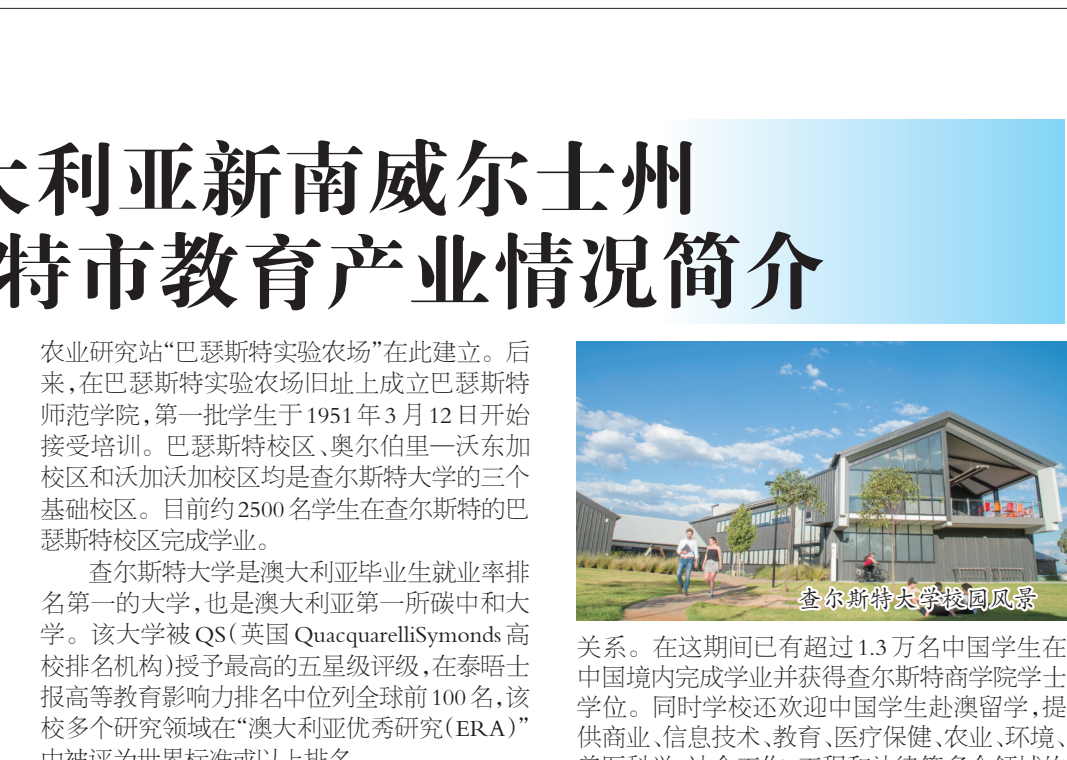 大利亚新南威尔士州
特市教育产业情况简介
农业研究站“巴瑟斯特实验农场”在此建立。后
来,在巴瑟斯特实验农场旧址上成立巴瑟斯特
师范学院,第一批学生于1951年3月12日开始
接受培训。巴瑟斯特校区、奥尔伯里—沃东加
校区和沃加沃加校区均是查尔斯特大学的三个
基础校区。目前约2500名学生在查尔斯特的巴
瑟斯特校区完成学业。
查尔斯特大学是澳大利亚毕业生就业率排
名第一的大学,也是澳大利亚第一所碳中和大
学。该大学被QS(英国QuacquarelliSymonds高
校排名机构)授予最高的五星级评级,在泰晤士
报高等教育影响力排名中位列全球前100名,该
校多个研究领域在“澳大利亚优秀研究(ERA)”
中被评为世界标准或以上排名
查尔斯特大学校园风景
关系。在这期间已有超过1.3万名中国学生在
中国境内完成学业并获得查尔斯特商学院学士
学位。同时学校还欢迎中国学生赴澳留学,提
供商业、信息技术、教育、医疗保健、农业、环境、